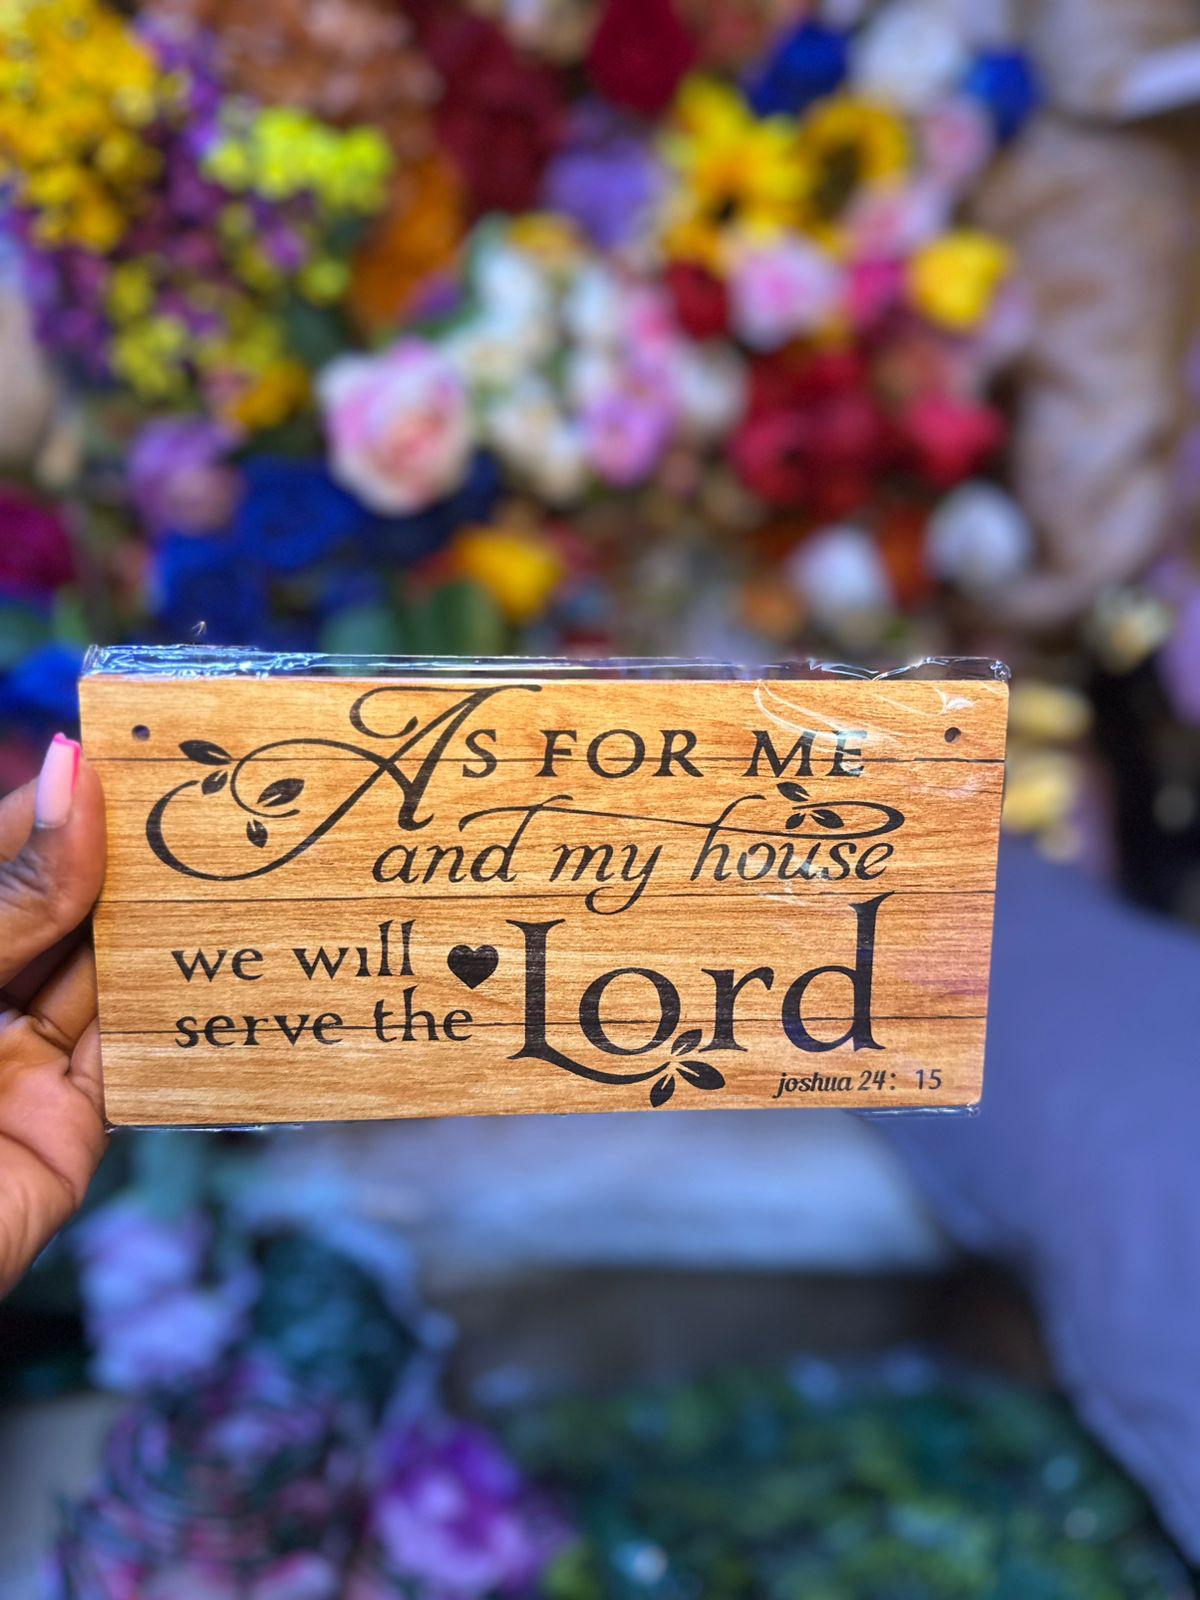 As for me
and my house
we will
serve the Lord
joshua 24: 15